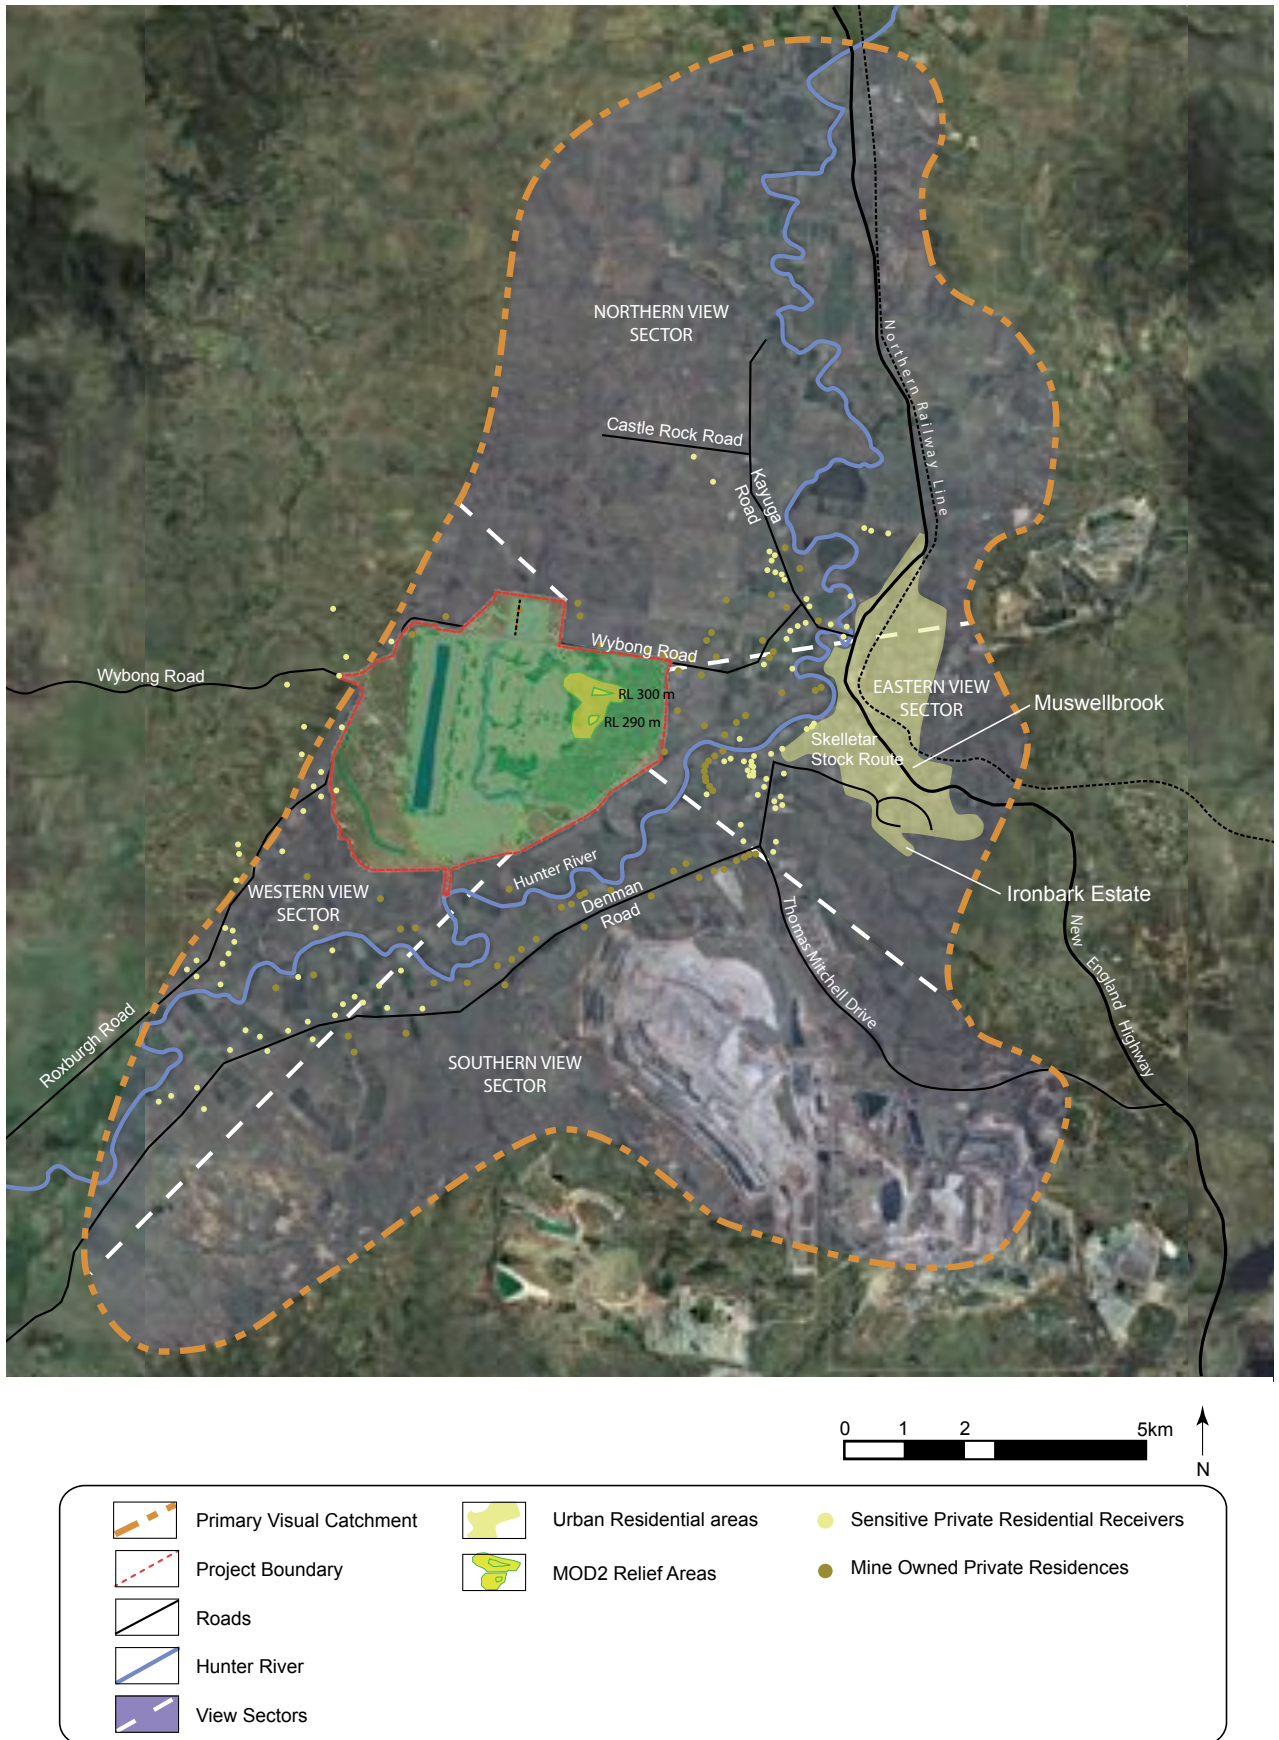 NORTHERN VIEW
SECTOR
Northern Railway Line
Castle Rock Road
Kayuga
Road
Wybong Road
Wybong Road
RL 300 m
RL 290 m
EASTERN VIEW
SECTOR
Muswellbrook
Skelletar
Stock Route
Hunter River
Denman
Road
WESTERN VIEW
SECTOR
Ironbark Estate
Thomas Mitchell Drive
New England Highway
Roxburgh Road
SOUTHERN VIEW
SECTOR
0 1 2 5km
N
Primary Visual Catchment
Project Boundary
Roads
Hunter River
View Sectors
Urban Residential areas
MOD2 Relief Areas
Sensitive Private Residential Receivers
Mine Owned Private Residences